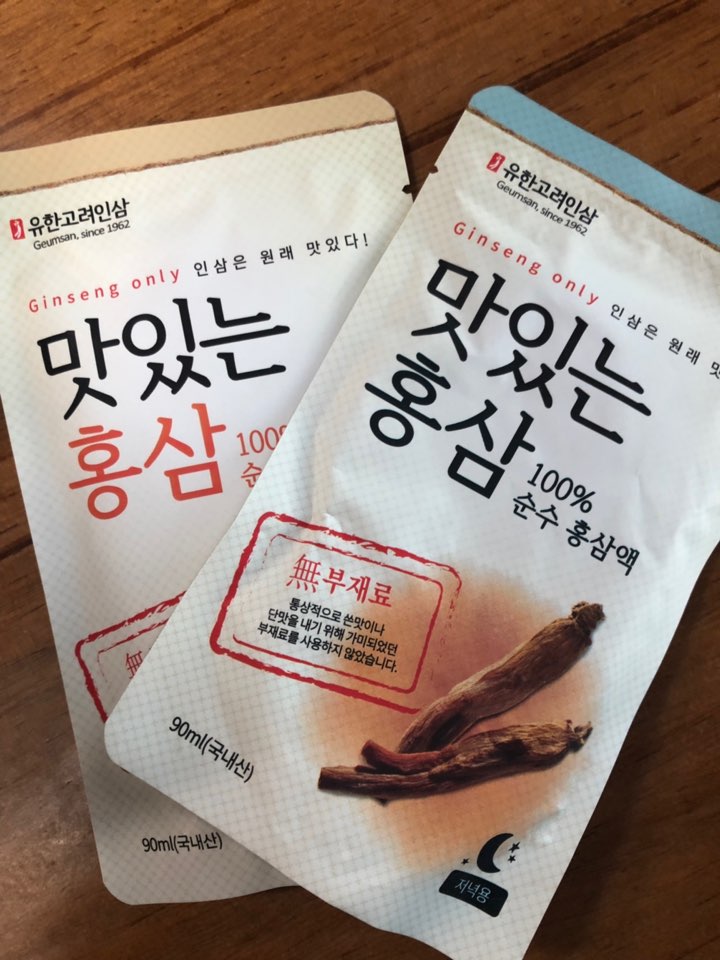 유한고려인삼
Geumsan, since 1962
Ginseng only 인삼은 원래 맛있다!
맛있는
홍삼
순
無
90ml(국내산)
유한고려인삼
Geumsan, since 1962
Ginseng only 인삼은 원래
맛있는
홍삼
100%
순수 홍삼액
無부재료
통상적으로 쓴맛이나
단맛을 내기 위해 가미되었던
부재료를 사용하지 않았습니다.
90ml(국내산)
저녁용